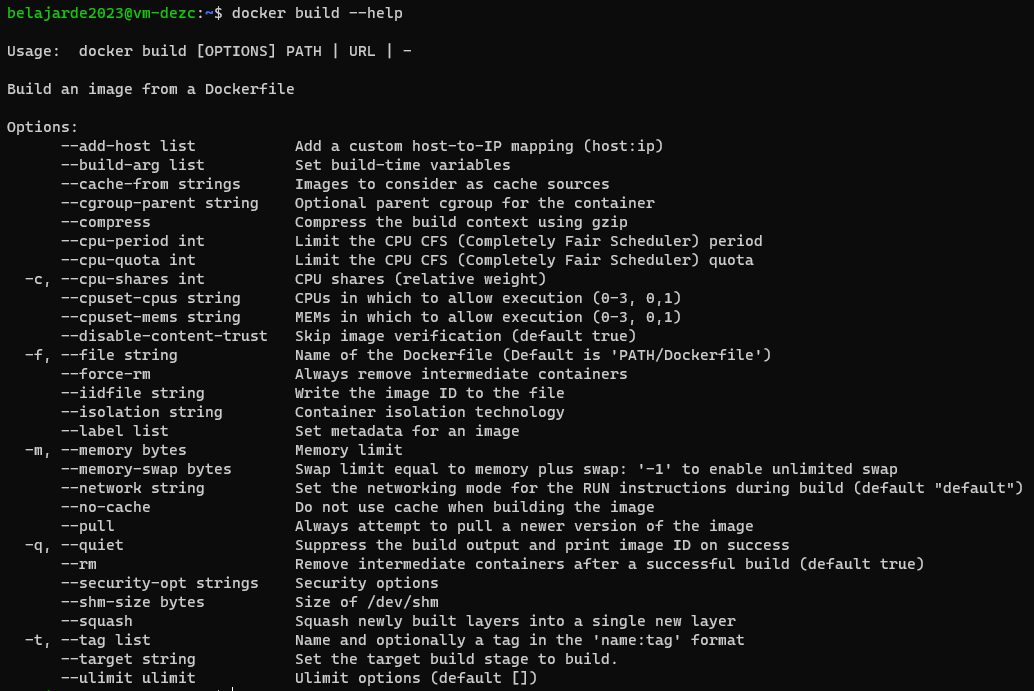 belajarde2023@vm-dezc:~$ docker build --help
Usage:  docker build [OPTIONS] PATH | URL | -
Build an image from a Dockerfile
Options:
      --add-host list           Add a custom host-to-IP mapping (host:ip)
      --build-arg list          Set build-time variables
      --cache-from strings      Images to consider as cache sources
      --cgroup-parent string    Optional parent cgroup for the container
      --compress                Compress the build context using gzip
      --cpu-period int          Limit the CPU CFS (Completely Fair Scheduler) period
      --cpu-quota int           Limit the CPU CFS (Completely Fair Scheduler) quota
  -c, --cpu-shares int          CPU shares (relative weight)
      --cpuset-cpus string      CPUs in which to allow execution (0-3, 0,1)
      --cpuset-mems string      MEMs in which to allow execution (0-3, 0,1)
      --disable-content-trust   Skip image verification (default true)
  -f, --file string             Name of the Dockerfile (Default is 'PATH/Dockerfile')
      --force-rm                Always remove intermediate containers
      --iidfile string          Write the image ID to the file
      --isolation string        Container isolation technology
      --label list              Set metadata for an image
  -m, --memory bytes            Memory limit
      --memory-swap bytes       Swap limit equal to memory plus swap: '-1' to enable unlimited swap
      --network string          Set the networking mode for the RUN instructions during build (default "default")
      --no-cache                Do not use cache when building the image
      --pull                    Always attempt to pull a newer version of the image
  -q, --quiet                   Suppress the build output and print image ID on success
      --rm                      Remove intermediate containers after a successful build (default true)
      --security-opt strings    Security options
      --shm-size bytes          Size of /dev/shm
      --squash                  Squash newly built layers into a single new layer
  -t, --tag list                Name and optionally a tag in the 'name:tag' format
      --target string           Set the target build stage to build.
      --ulimit ulimit           Ulimit options (default [])